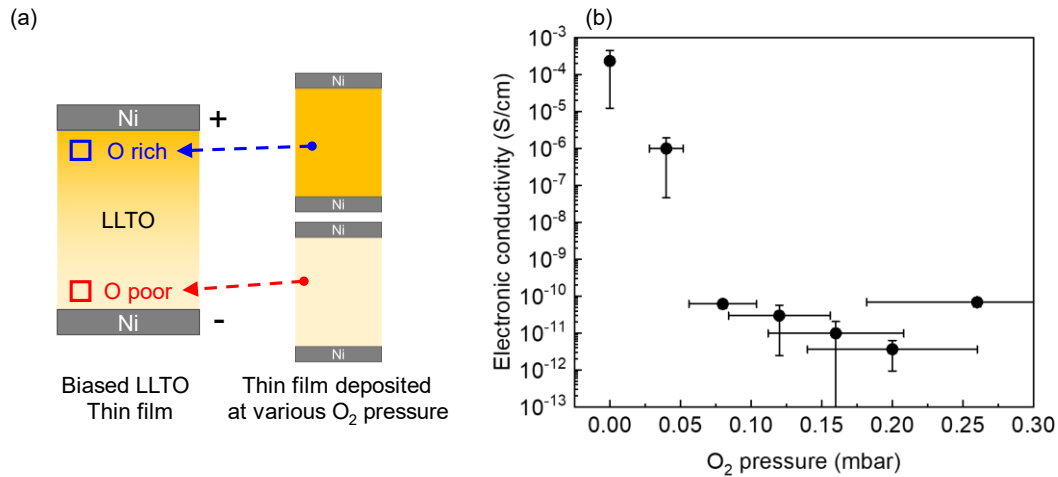 (a)
Ni
+
O rich
LLTO
O poor
Ni
-
Biased LLTO
Thin film
Ni
Ni
Ni
Ni
Thin film deposited
at various O₂ pressure
(b)
Electronic conductivity (S/cm)
10⁻³
10⁻⁴
10⁻⁵
10⁻⁶
10⁻⁷
10⁻⁸
10⁻⁹
10⁻¹⁰
10⁻¹¹
10⁻¹²
10⁻¹³
0.00 0.05 0.10 0.15 0.20 0.25 0.30
O₂ pressure (mbar)